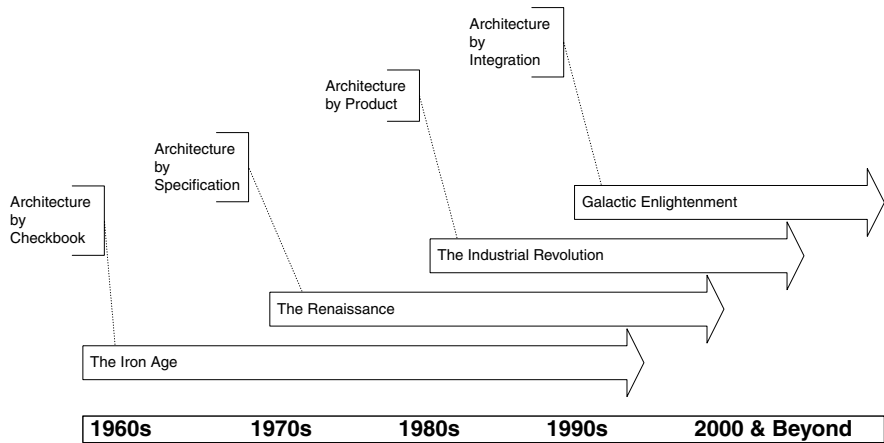 Architecture
by
Integration
Architecture
by Product
Architecture
by
Specification
Architecture
by
Checkbook
Galactic Enlightenment
The Industrial Revolution
The Renaissance
The Iron Age
1960s 1970s 1980s 1990s 2000 & Beyond